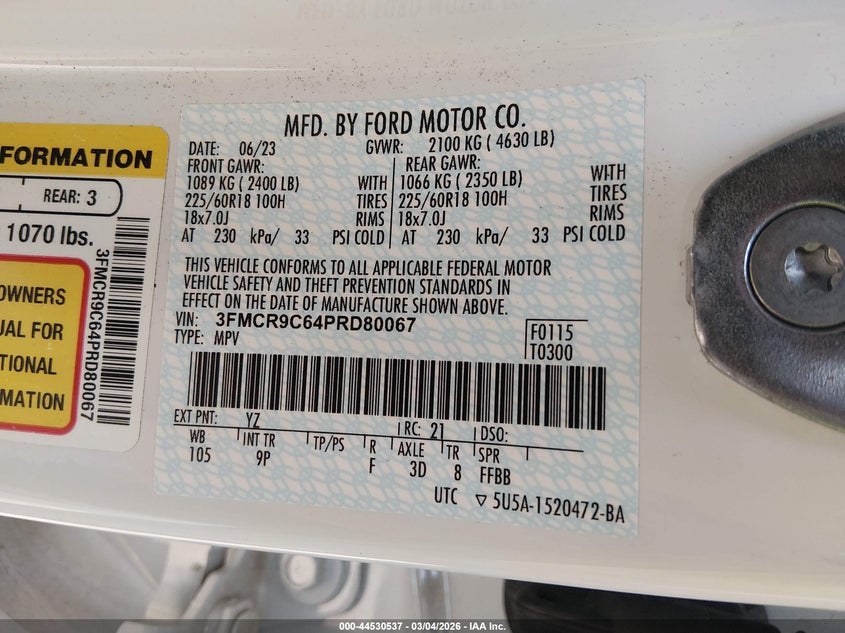 MFD. BY FORD MOTOR CO.
DATE: 06/23 GVWR: 2100 KG ( 4630 LB)
FRONT GAWR: REAR GAWR:
1089 KG ( 2400 LB) WITH 1066 KG ( 2350 LB) WITH
225/60R18 100H TIRES 225/60R18 100H TIRES
18x7.0J RIMS 18x7.0J RIMS
AT 230 kPa/ 33 PSI COLD AT 230 kPa/ 33 PSI COLD
THIS VEHICLE CONFORMS TO ALL APPLICABLE FEDERAL MOTOR
VEHICLE SAFETY AND THEFT PREVENTION STANDARDS IN
EFFECT ON THE DATE OF MANUFACTURE SHOWN ABOVE.
VIN: 3FMCR9C64PRD80067
TYPE: MPV
F0115
T0300
EXT PNT: YZ RC: 21 DSO:
WB INT TR TP/PS R AXLE TR SPR
105 9P F 3D 8 FFBB
UTC ▽ 5U5A-1520472-BA
FORMATION
REAR: 3
1070 lbs.
OWNERS
UAL FOR
TIONAL
MATION
3FMCR9C64PRD80067
000-44530537 - 03/04/2026 - IAA Inc.